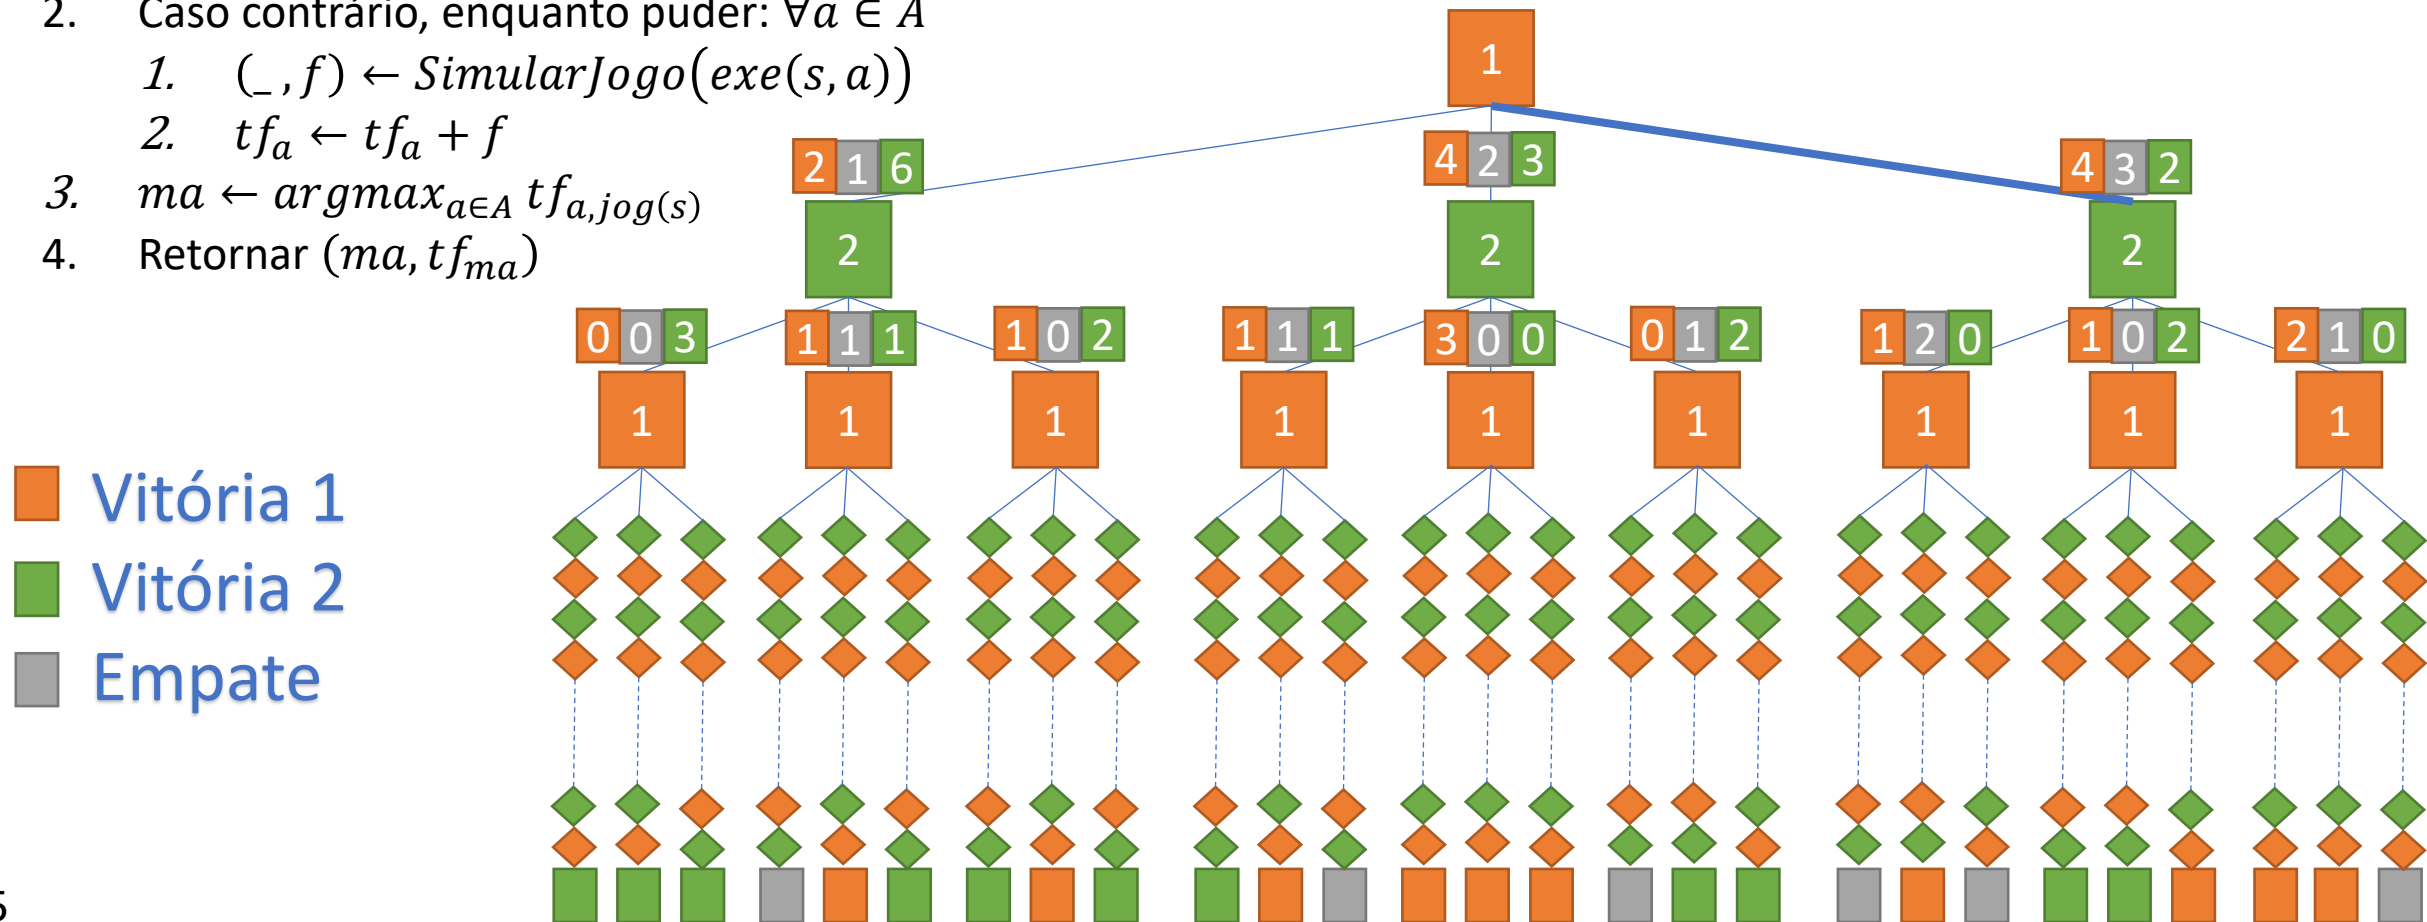 2. Caso contrário, enquanto puder: ∀a ∈ A
1. (_ , f) ← SimularJogo(exe(s, a))
2. tf_a ← tf_a + f
3. ma ← argmax_{a∈A} tf_{a,jog(s)}
4. Retornar (ma, tf_{ma})
1
2 1 6
4 2 3
4 3 2
2
2
2
0 0 3
1 1 1
1 0 2
1 1 1
3 0 0
0 1 2
1 2 0
1 0 2
2 1 0
1
1
1
1
1
1
1
1
1
Vitória 1
Vitória 2
Empate